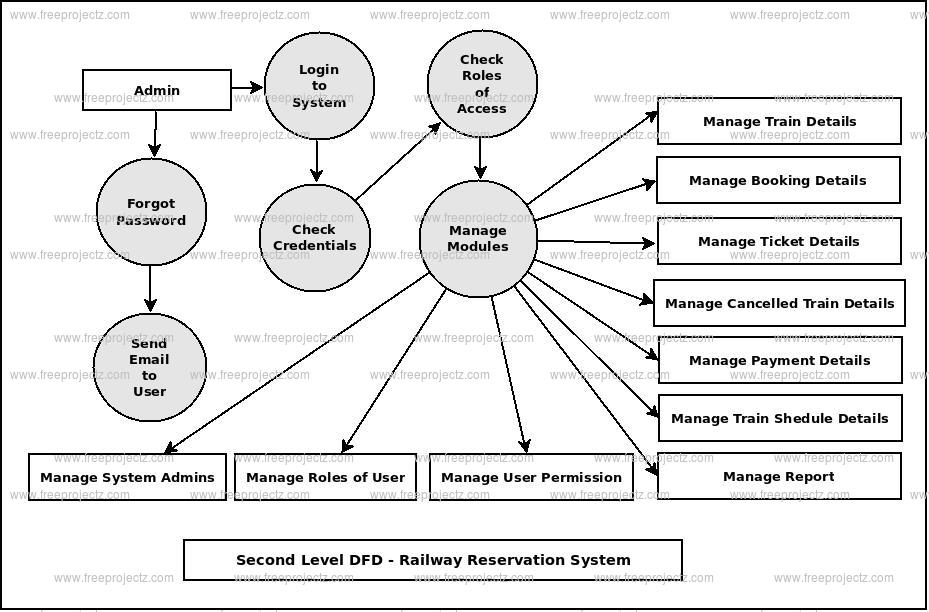 www.freeprojectz.com
Admin
Login
to
System
Check
Roles
of
Access
Forgot
Password
Check
Credentials
Manage
Modules
Send
Email
to
User
Manage Train Details
Manage Booking Details
Manage Ticket Details
Manage Cancelled Train Details
Manage Payment Details
Manage Train Shedule Details
Manage Report
Manage System Admins
Manage Roles of User
Manage User Permission
Second Level DFD - Railway Reservation System